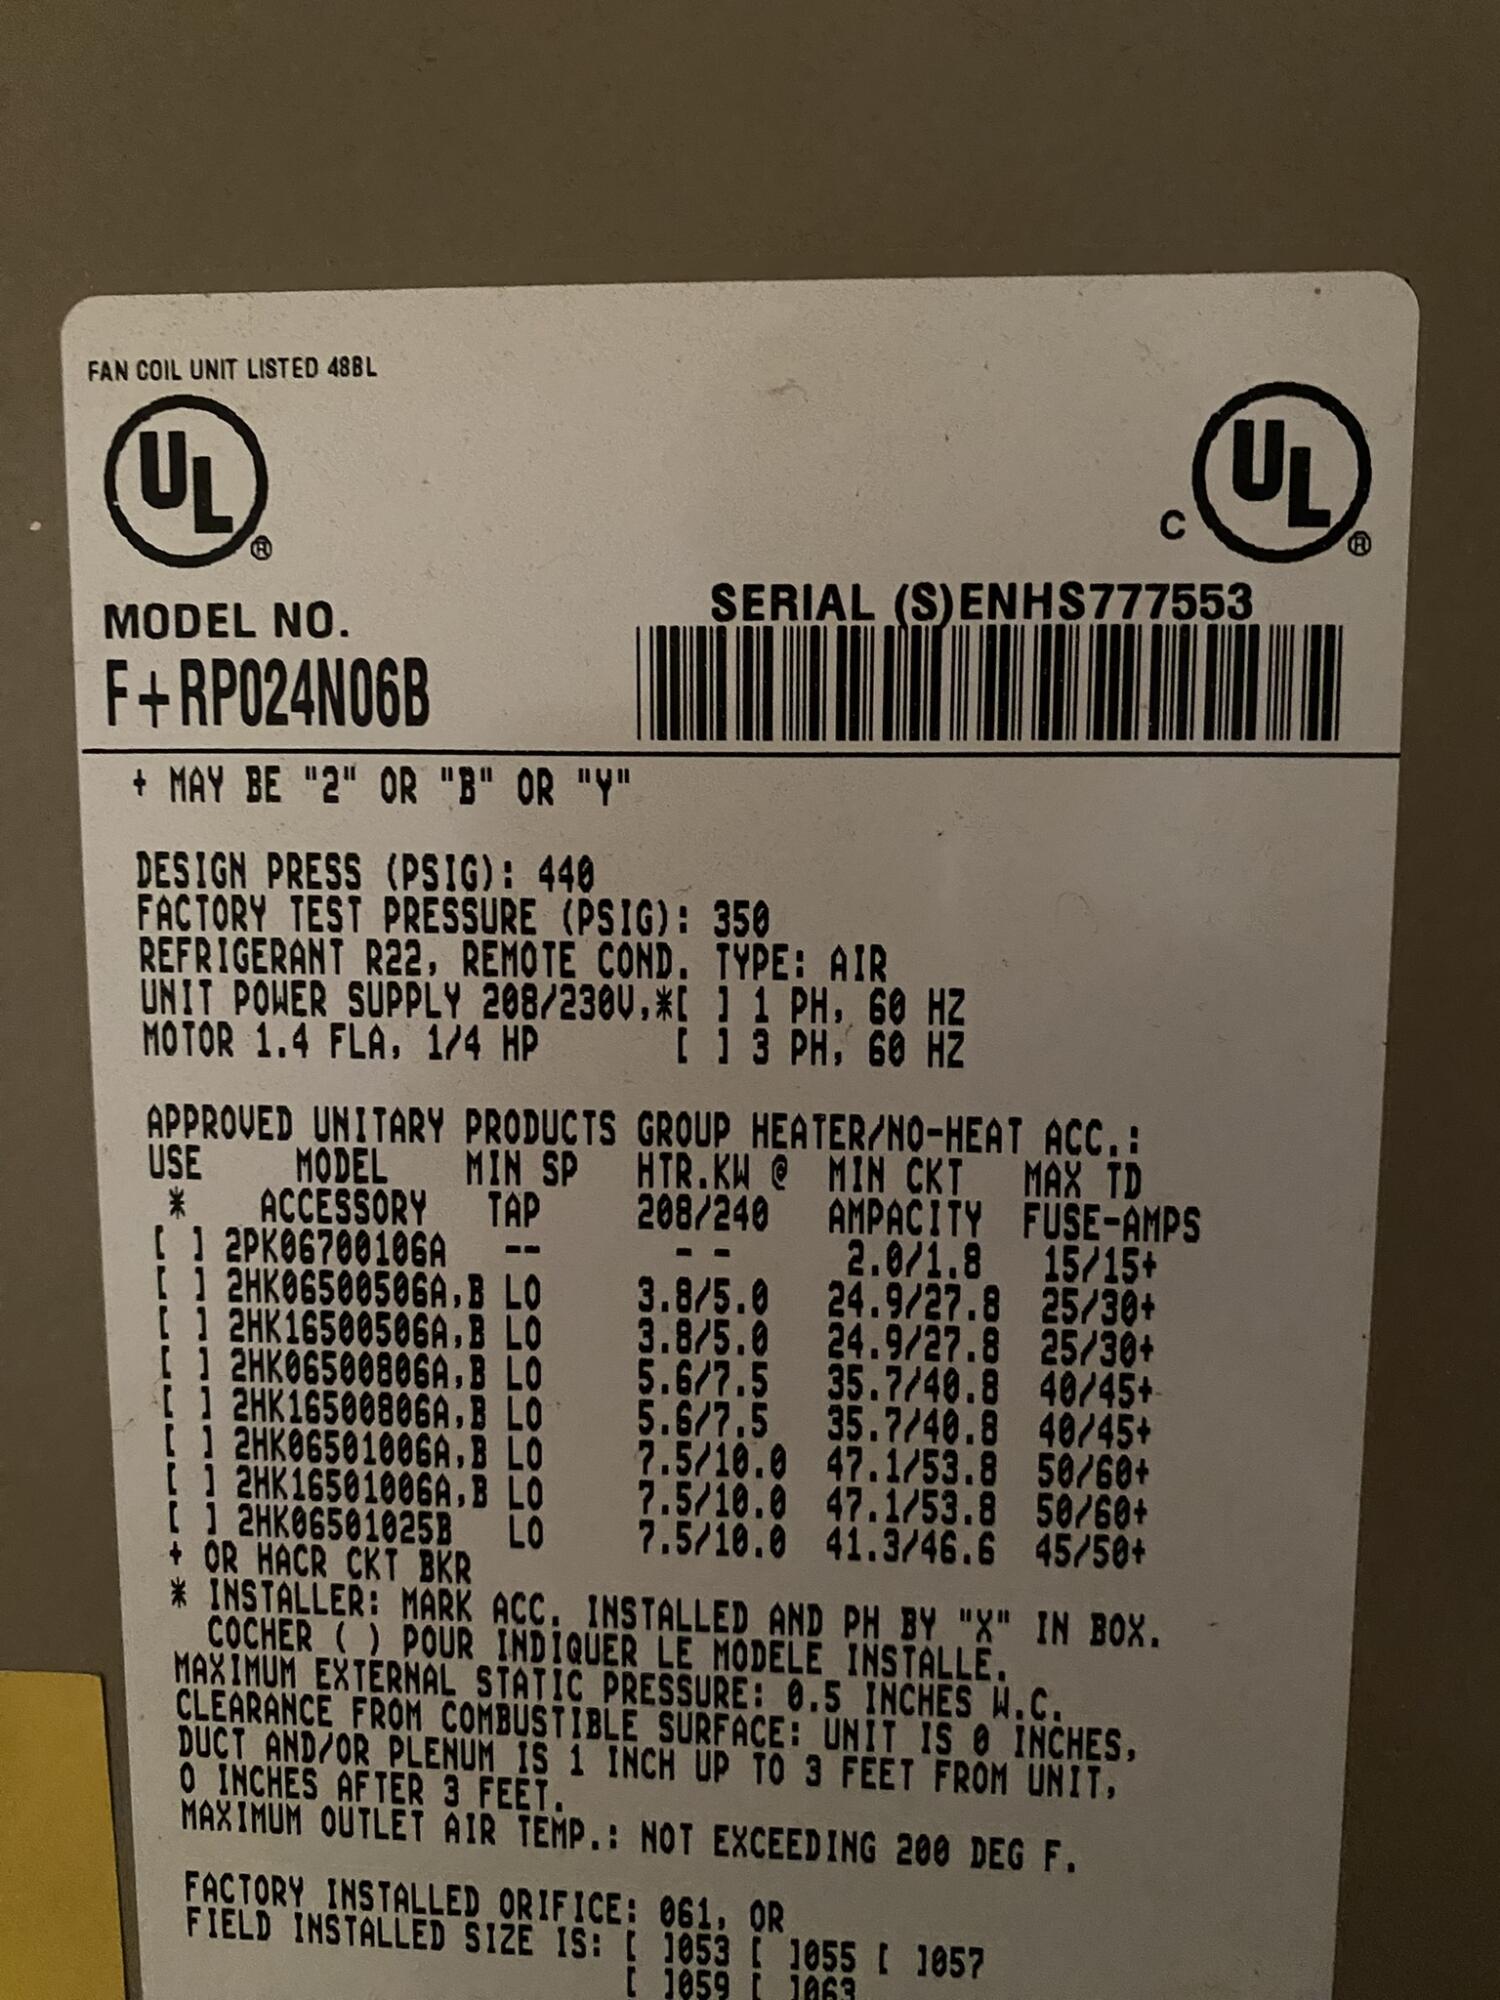 FAN COIL UNIT LISTED 48BL
UL ®
C UL ®
MODEL NO.
SERIAL (S)ENHS777553
F+RP024N06B
+ MAY BE "2" OR "B" OR "Y"
DESIGN PRESS (PSIG): 440
FACTORY TEST PRESSURE (PSIG): 350
REFRIGERANT R22, REMOTE COND. TYPE: AIR
UNIT POWER SUPPLY 208/230V,*[ ] 1 PH, 60 HZ
MOTOR 1.4 FLA, 1/4 HP [ ] 3 PH, 60 HZ
APPROVED UNITARY PRODUCTS GROUP HEATER/NO-HEAT ACC.:
USE MODEL MIN SP HTR.KW @ MIN CKT MAX TD
* ACCESSORY TAP 208/240 AMPACITY FUSE-AMPS
[ ] 2PK06700106A -- - - 2.0/1.8 15/15+
[ ] 2HK06500506A,B LO 3.8/5.0 24.9/27.8 25/30+
[ ] 2HK16500506A,B LO 3.8/5.0 24.9/27.8 25/30+
[ ] 2HK06500806A,B LO 5.6/7.5 35.7/40.8 40/45+
[ ] 2HK16500806A,B LO 5.6/7.5 35.7/40.8 40/45+
[ ] 2HK06501006A,B LO 7.5/10.0 47.1/53.8 50/60+
[ ] 2HK16501006A,B LO 7.5/10.0 47.1/53.8 50/60+
[ ] 2HK06501025B LO 7.5/10.0 41.3/46.6 45/50+
+ OR HACR CKT BKR
* INSTALLER: MARK ACC. INSTALLED AND PH BY "X" IN BOX.
COCHER ( ) POUR INDIQUER LE MODELE INSTALLE.
MAXIMUM EXTERNAL STATIC PRESSURE: 0.5 INCHES W.C.
CLEARANCE FROM COMBUSTIBLE SURFACE: UNIT IS 0 INCHES,
DUCT AND/OR PLENUM IS 1 INCH UP TO 3 FEET FROM UNIT,
0 INCHES AFTER 3 FEET.
MAXIMUM OUTLET AIR TEMP.: NOT EXCEEDING 200 DEG F.
FACTORY INSTALLED ORIFICE: 061, OR
FIELD INSTALLED SIZE IS: [ ]053 [ ]055 [ ]057
[ ]059 [ ]063